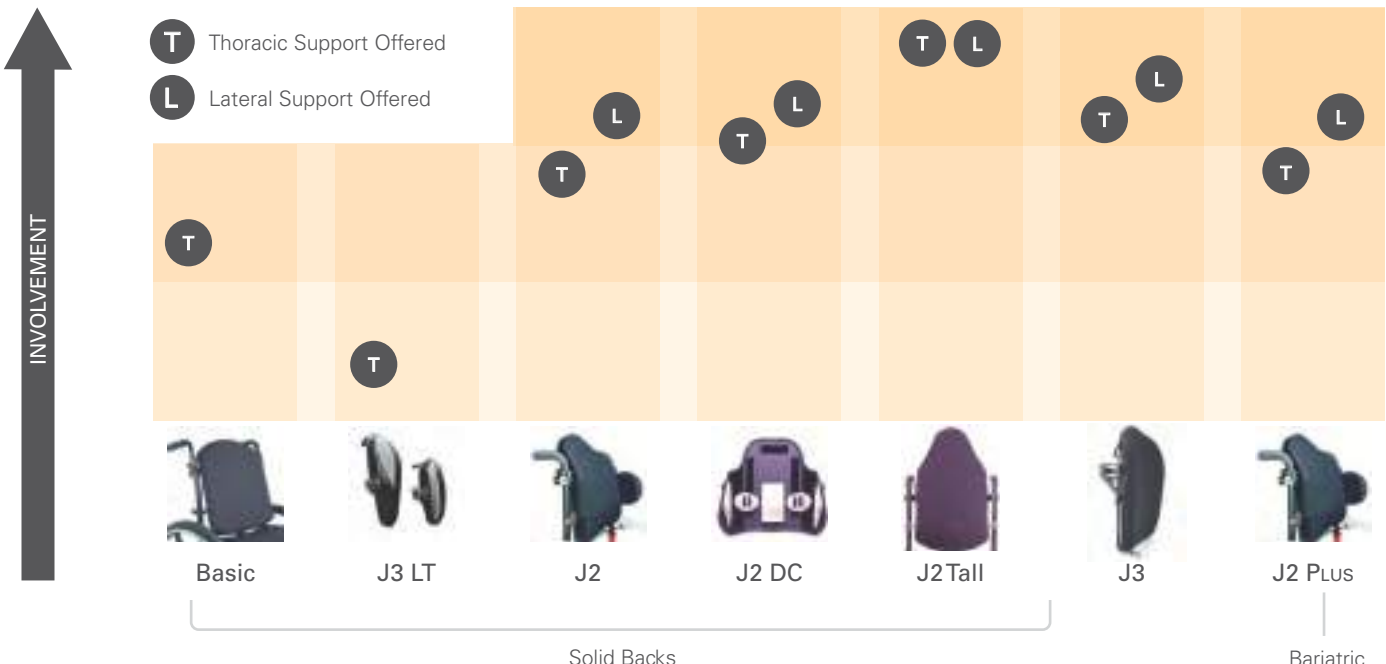 T Thoracic Support Offered
L Lateral Support Offered
INVOLVEMENT
T
T
T
L
T
L
T L
T
L
T
L
Basic J3 LT J2 J2 DC J2 Tall J3 J2 PLUS
Solid Backs Bariatric